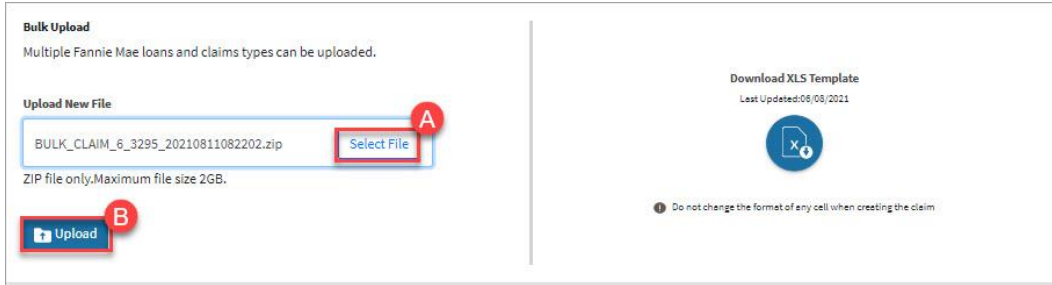 Bulk Upload
Multiple Fannie Mae loans and claims types can be uploaded.
Upload New File
A
BULK_CLAIM_6_3295_20210811082202.zip Select File
ZIP file only.Maximum file size 2GB.
B
Upload
Download XLS Template
Last Updated:06/08/2021
X
Do not change the format of any cell when creating the claim